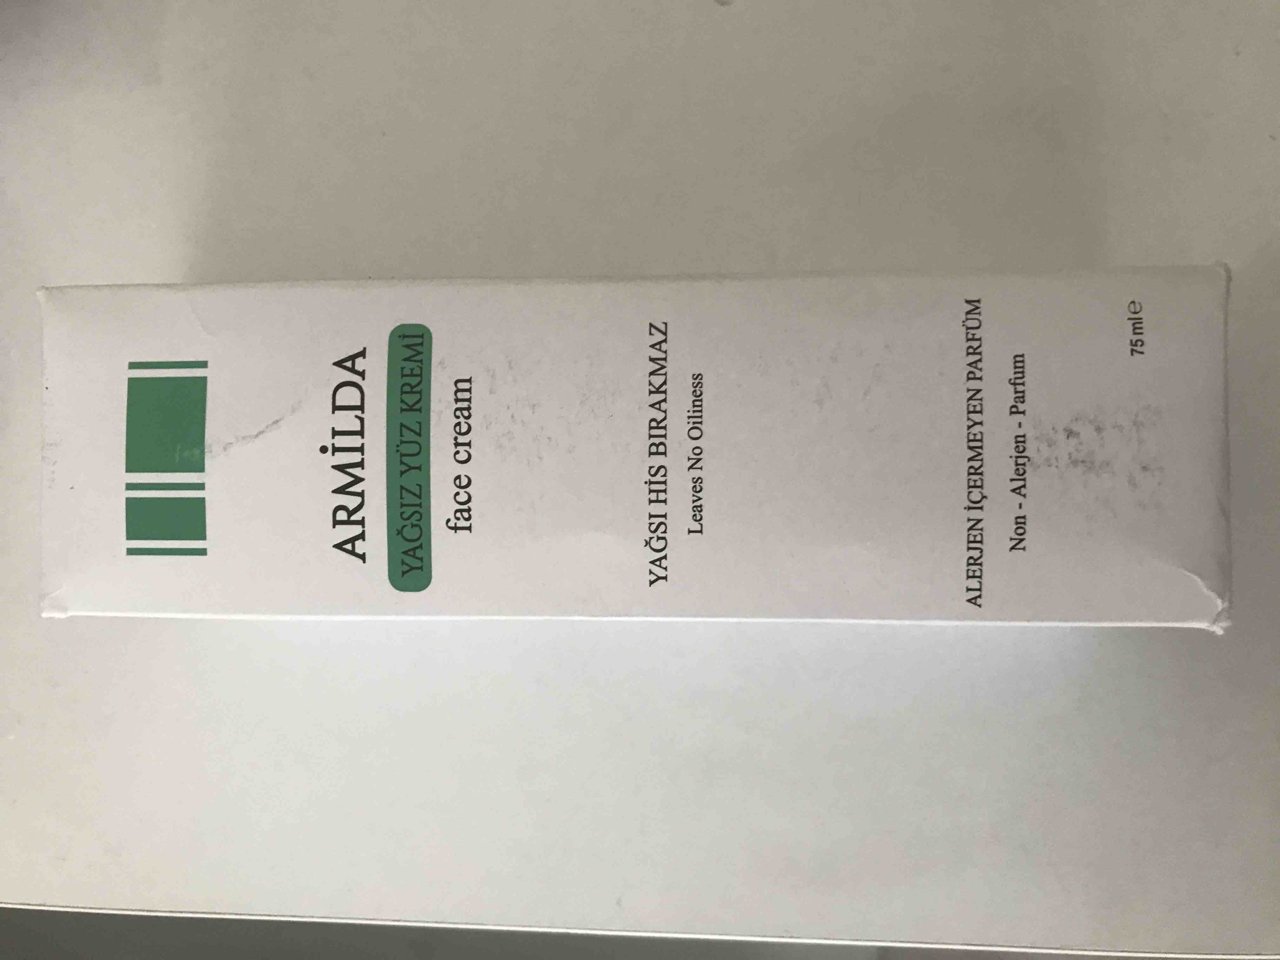 ARMİLDA
YAĞSIZ YÜZ KREMİ
face cream
YAĞSI HİS BIRAKMAZ
Leaves No Oiliness
ALERJEN İÇERMEYEN PARFÜM
Non - Alerjen - Parfum
75 ml ℮